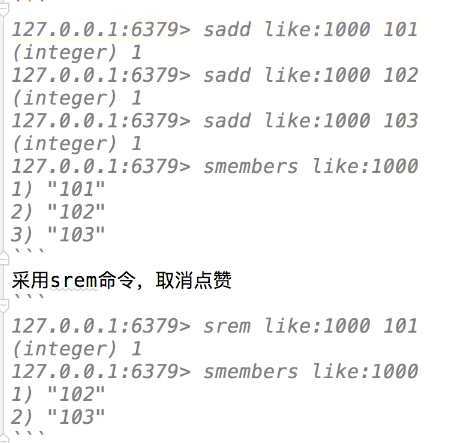 127.0.0.1:6379> sadd like:1000 101
(integer) 1
127.0.0.1:6379> sadd like:1000 102
(integer) 1
127.0.0.1:6379> sadd like:1000 103
(integer) 1
127.0.0.1:6379> smembers like:1000
1) "101"
2) "102"
3) "103"
```
采用srem命令，取消点赞
```
127.0.0.1:6379> srem like:1000 101
(integer) 1
127.0.0.1:6379> smembers like:1000
1) "102"
2) "103"
```